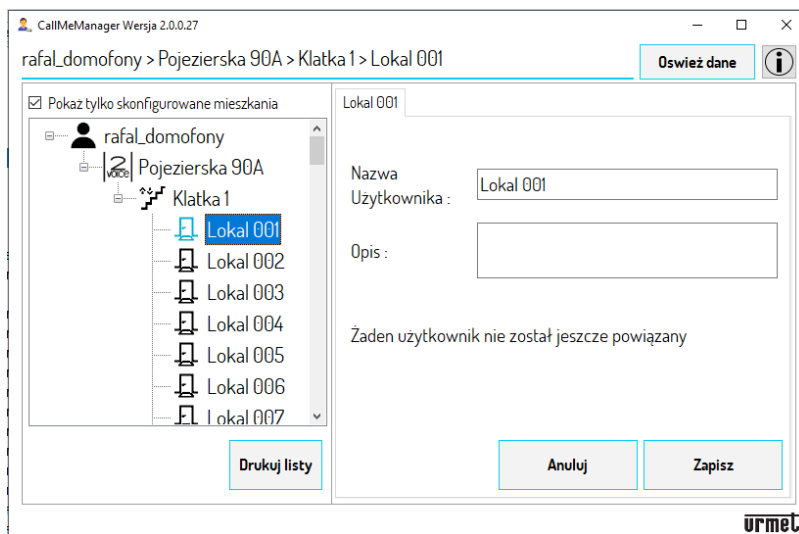 CallMeManager Wersja 2.0.0.27
rafal_domofony > Pojezierska 90A > Klatka 1 > Lokal 001
Oswież dane
Pokaż tylko skonfigurowane mieszkania
rafal_domofony
2 VOICE Pojezierska 90A
Klatka 1
Lokal 001
Lokal 002
Lokal 003
Lokal 004
Lokal 005
Lokal 006
Lokal 007
Drukuj listy
Lokal 001
Nazwa
Użytkownika :
Lokal 001
Opis :
Żaden użytkownik nie został jeszcze powiązany
Anuluj
Zapisz
urmet